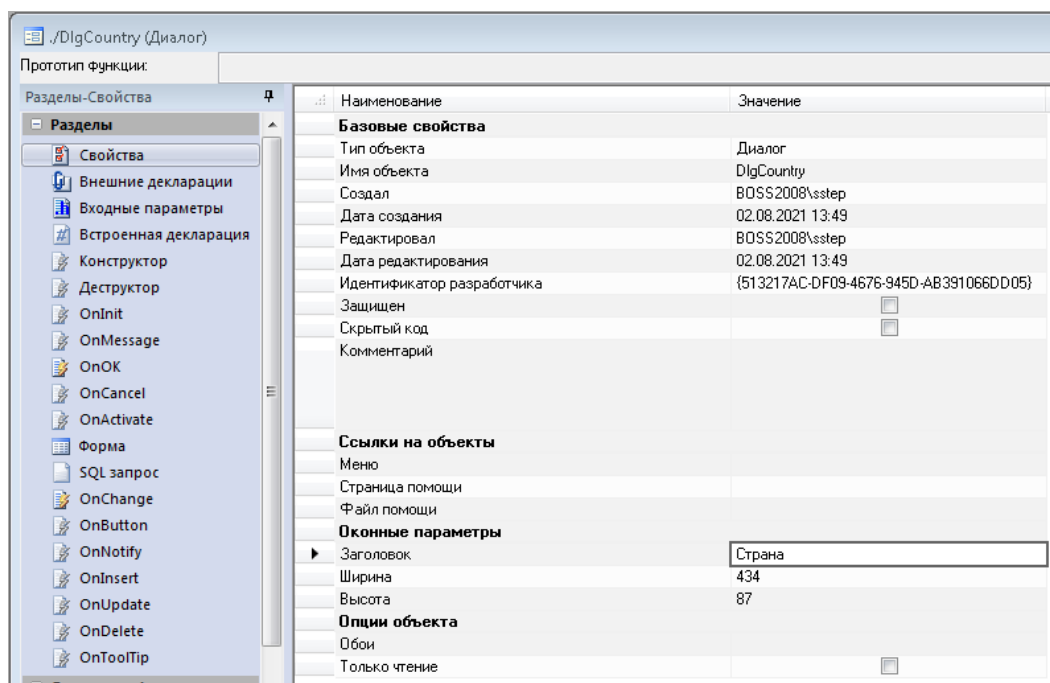 ./DlgCountry (Диалог)
Прототип функции:
Разделы-Свойства
Разделы
Свойства
Внешние декларации
Входные параметры
Встроенная декларация
Конструктор
Деструктор
OnInit
OnMessage
OnOK
OnCancel
OnActivate
Форма
SQL запрос
OnChange
OnButton
OnNotify
OnInsert
OnUpdate
OnDelete
OnToolTip
Наименование Значение
Базовые свойства
Тип объекта Диалог
Имя объекта DlgCountry
Создал BOSS2008\sstep
Дата создания 02.08.2021 13:49
Редактировал BOSS2008\sstep
Дата редактирования 02.08.2021 13:49
Идентификатор разработчика {513217AC-DF09-4676-945D-AB391066DD05}
Защищен
Скрытый код
Комментарий
Ссылки на объекты
Меню
Страница помощи
Файл помощи
Оконные параметры
Заголовок Страна
Ширина 434
Высота 87
Опции объекта
Обои
Только чтение